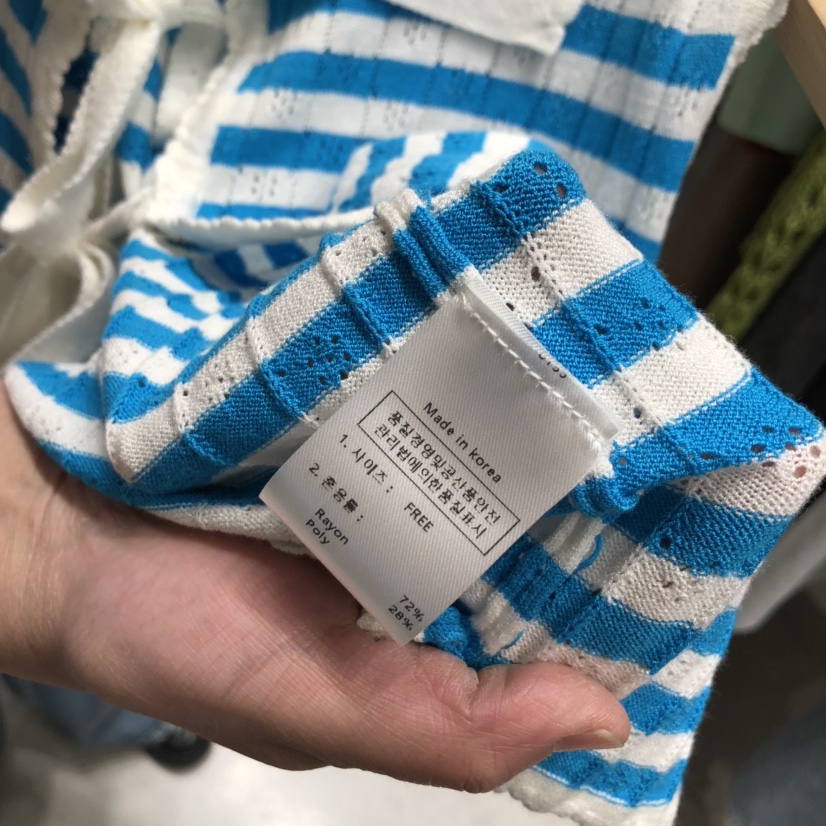 Made in korea
품질경영및공산품안전
관리법에의한품질표시
1. 사이즈 : FREE
2. 혼용률 :
Rayon 72%
Poly 28%